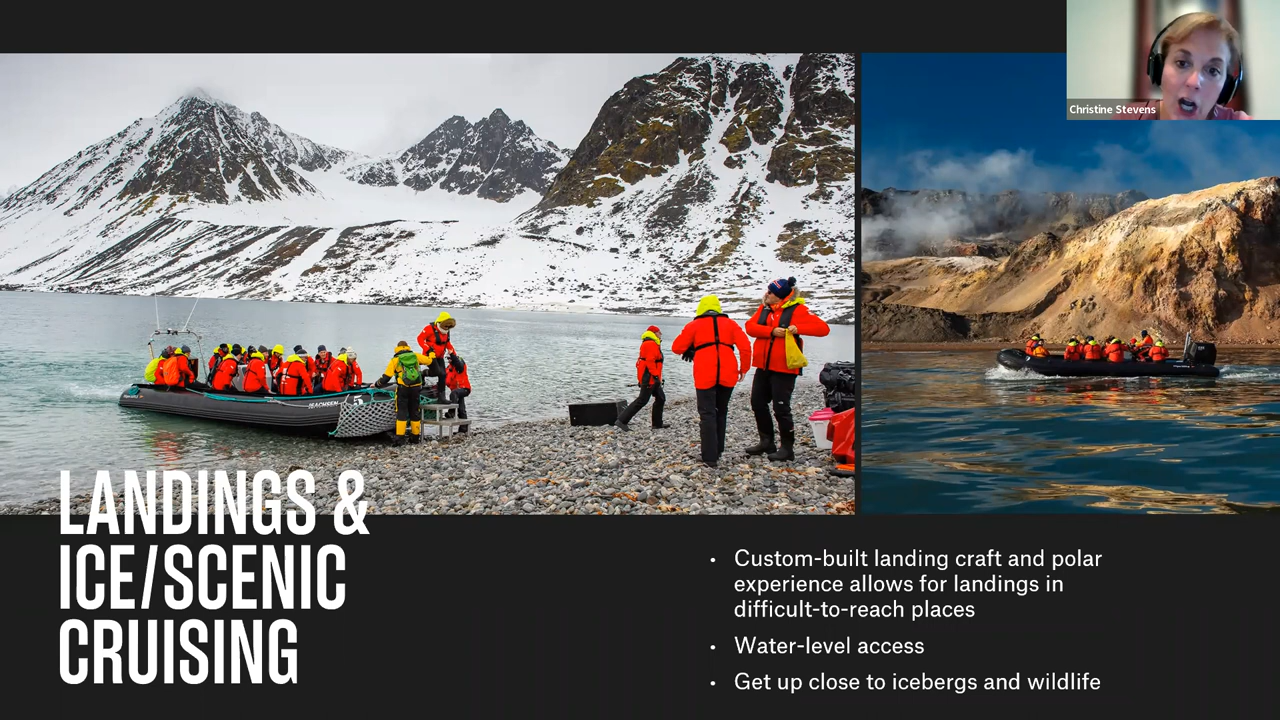 Christine Stevens
LANDINGS &
ICE/SCENIC
CRUISING
• Custom-built landing craft and polar
experience allows for landings in
difficult-to-reach places
• Water-level access
• Get up close to icebergs and wildlife